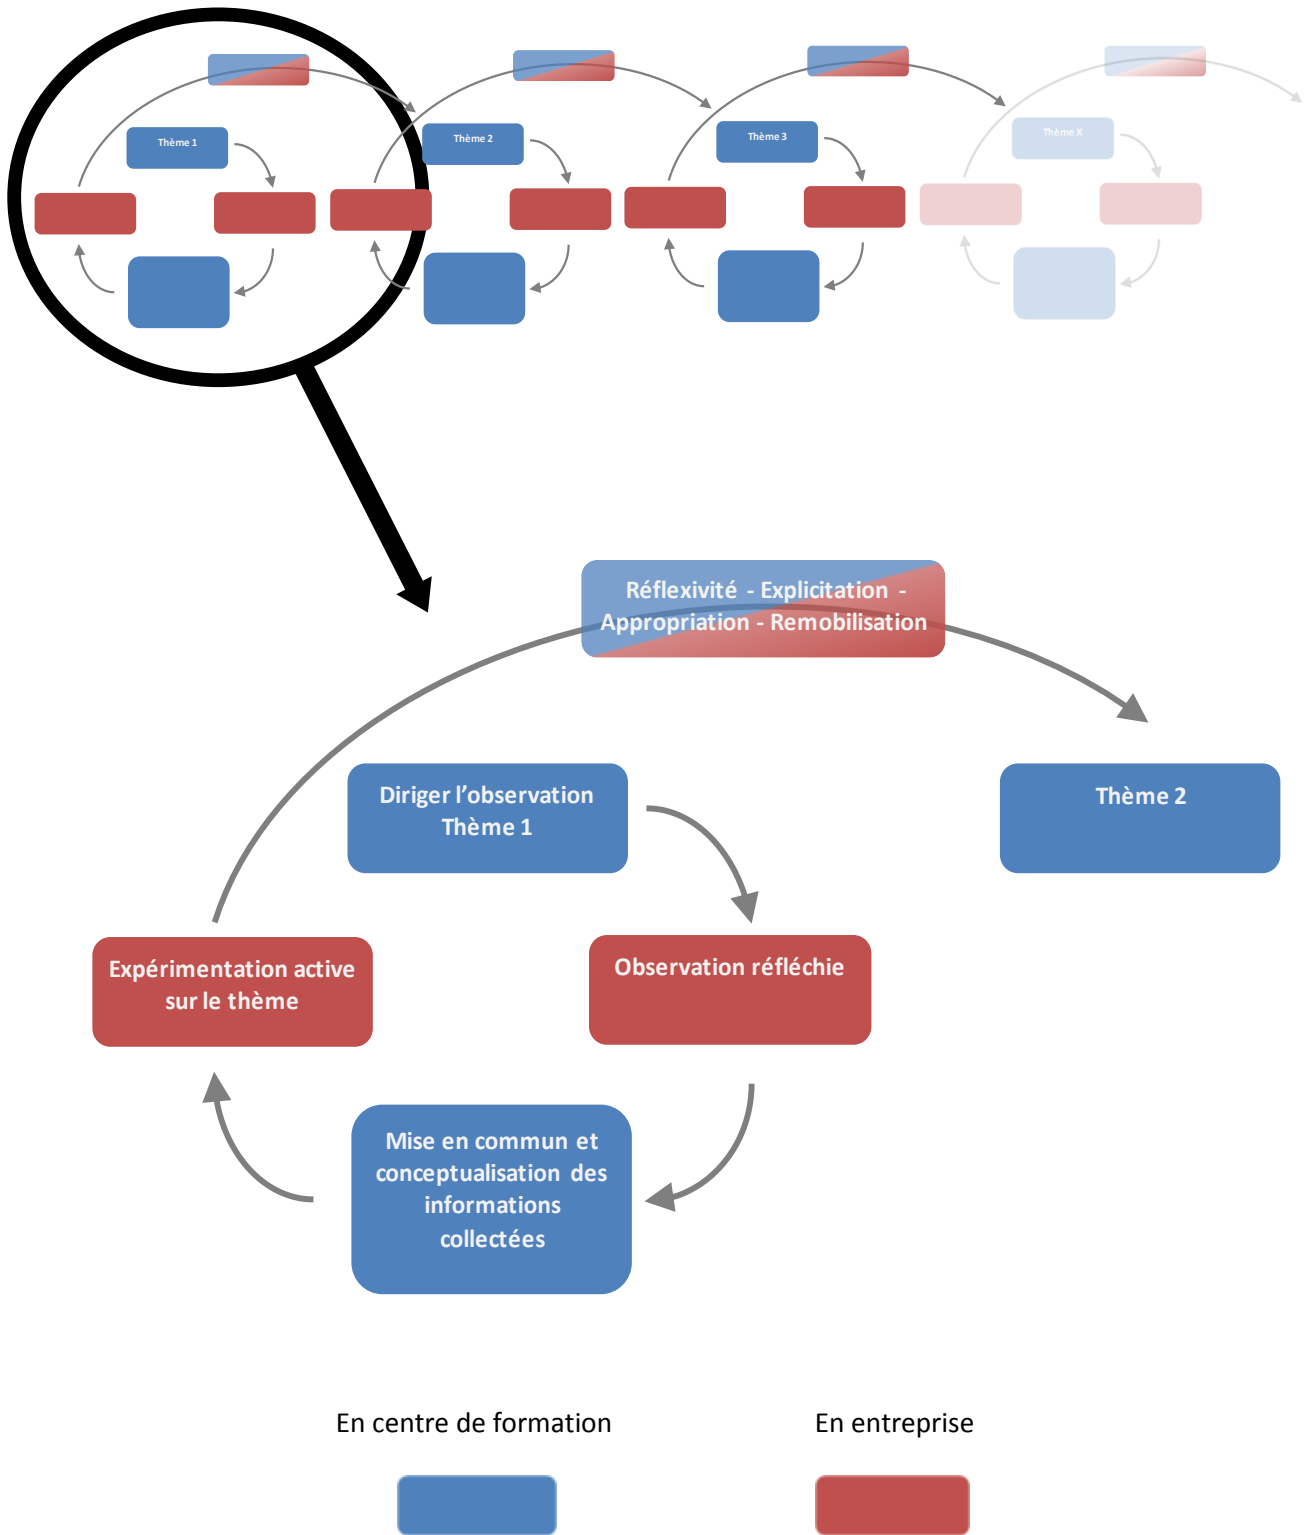 Thème 1
Thème 2
Thème 3
Thème X
Réflexivité - Explicitation -
Appropriation - Remobilisation
Diriger l’observation
Thème 1
Thème 2
Expérimentation active
sur le thème
Observation réfléchie
Mise en commun et
conceptualisation des
informations
collectées
En centre de formation
En entreprise